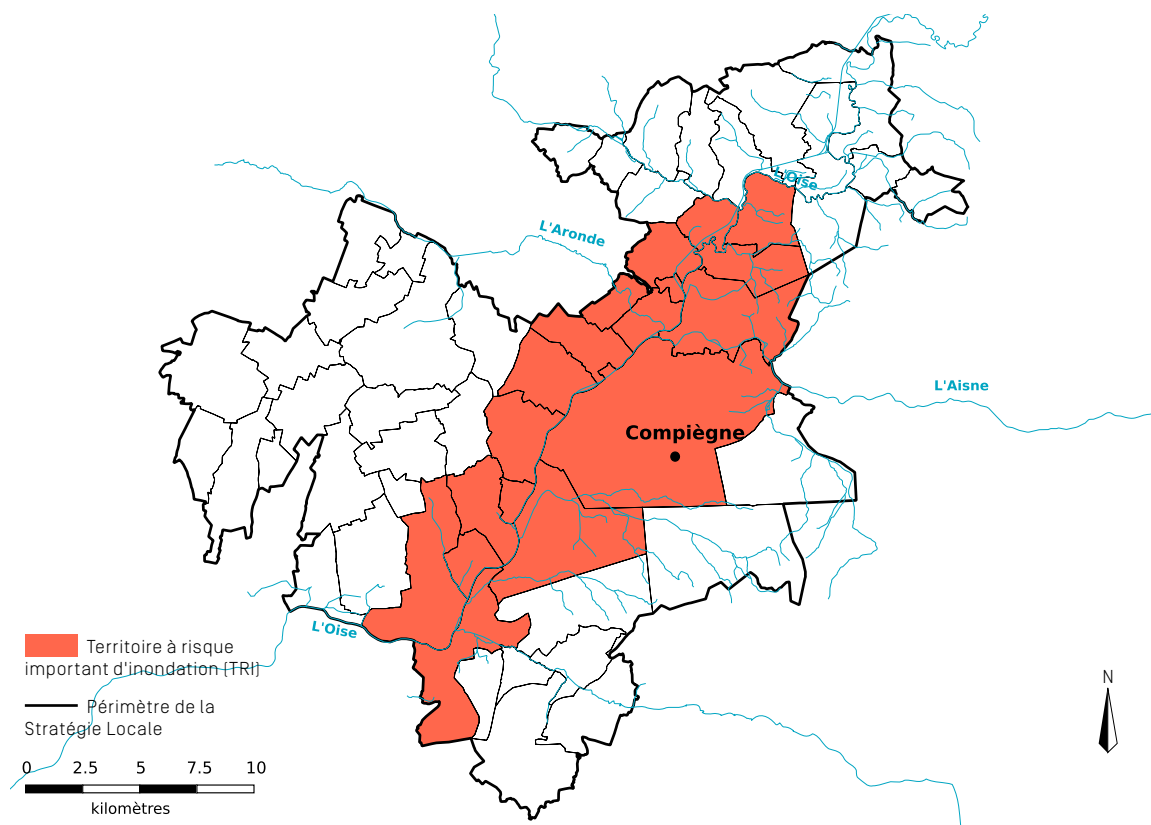 L'Oise
L'Aronde
L'Aisne
Compiègne
L'Oise
Territoire à risque
important d'inondation (TRI)
Périmètre de la
Stratégie Locale
N
0 2.5 5 7.5 10
kilomètres